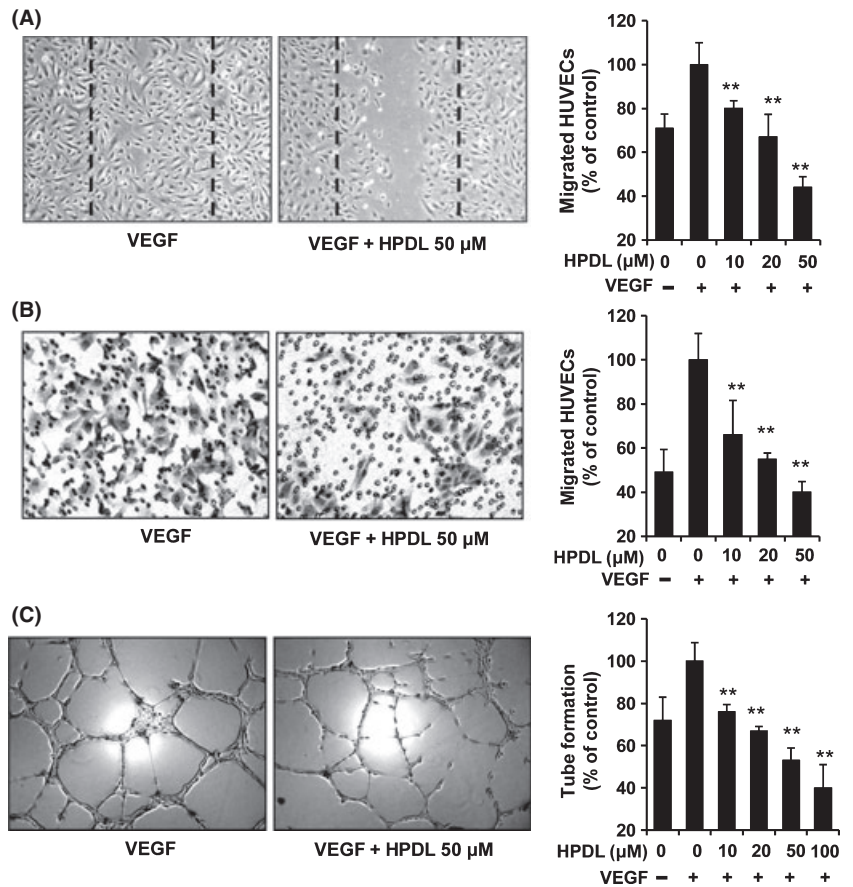 (A)
VEGF
VEGF + HPDL 50 µM
Migrated HUVECs
(% of control)
120
100
80
60
40
20
** ** **
HPDL (µM) 0 0 10 20 50
VEGF – + + + +
(B)
VEGF
VEGF + HPDL 50 µM
Migrated HUVECs
(% of control)
120
100
80
60
40
20
** ** **
HPDL (µM) 0 0 10 20 50
VEGF – + + + +
(C)
VEGF
VEGF + HPDL 50 µM
Tube formation
(% of control)
120
100
80
60
40
20
** ** ** **
HPDL (µM) 0 0 10 20 50 100
VEGF – + + + + +